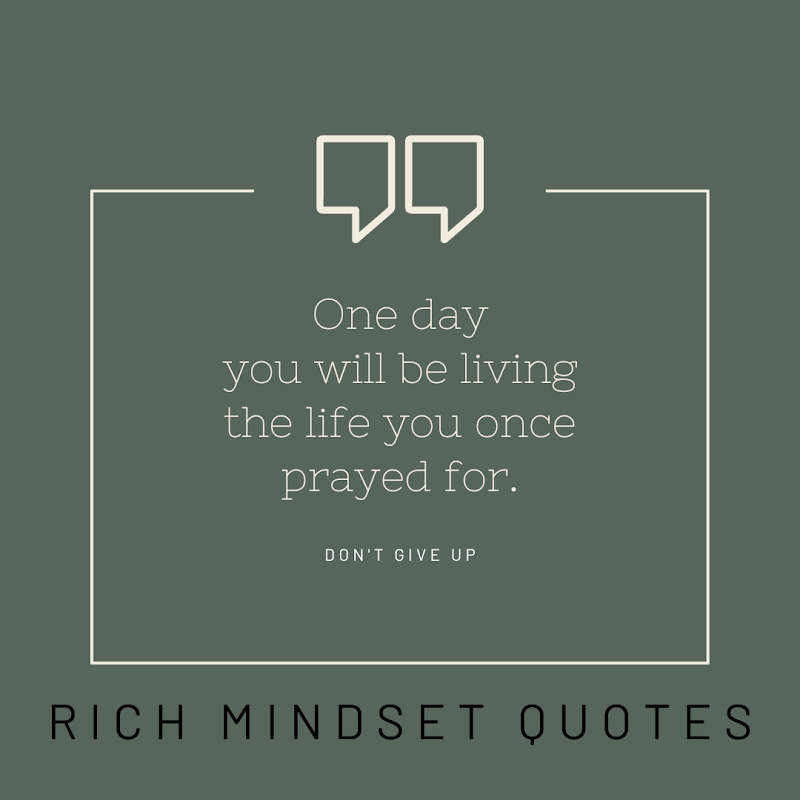 One day
you will be living
the life you once
prayed for.
DON'T GIVE UP
RICH MINDSET QUOTES